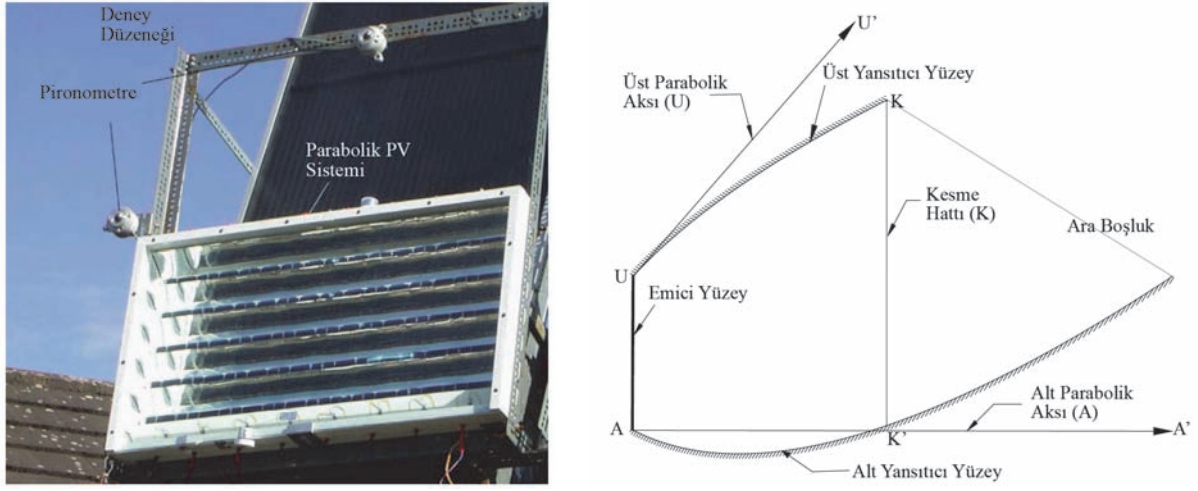 Deney
Düzeneği
Pironometre
Parabolik PV
Sistemi
U'
Üst Parabolik
Aksı (U)
Üst Yansıtıcı Yüzey
K
Kesme
Hattı (K)
Ara Boşluk
U
Emici Yüzey
Alt Parabolik
Aksı (A)
A
K'
A'
Alt Yansıtıcı Yüzey